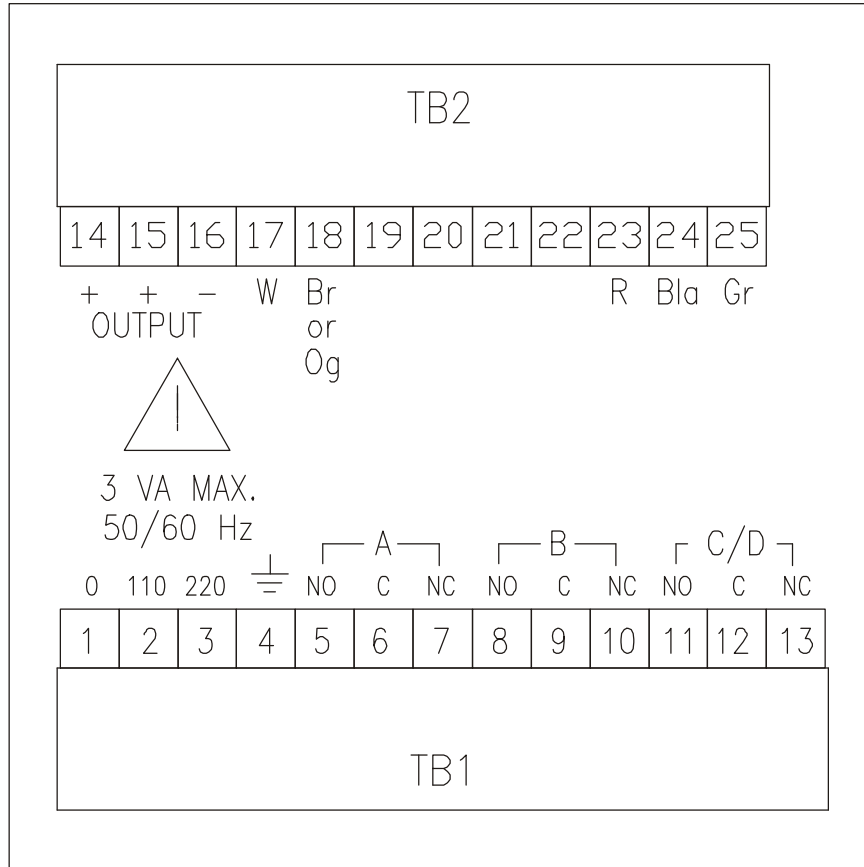 TB2
14 15 16 17 18 19 20 21 22 23 24 25
+ + - W Br R Bla Gr
OUTPUT or
Og
3 VA MAX.
50/60 Hz
A B C/D
0 110 220 NO C NC NO C NC NO C NC
1 2 3 4 5 6 7 8 9 10 11 12 13
TB1